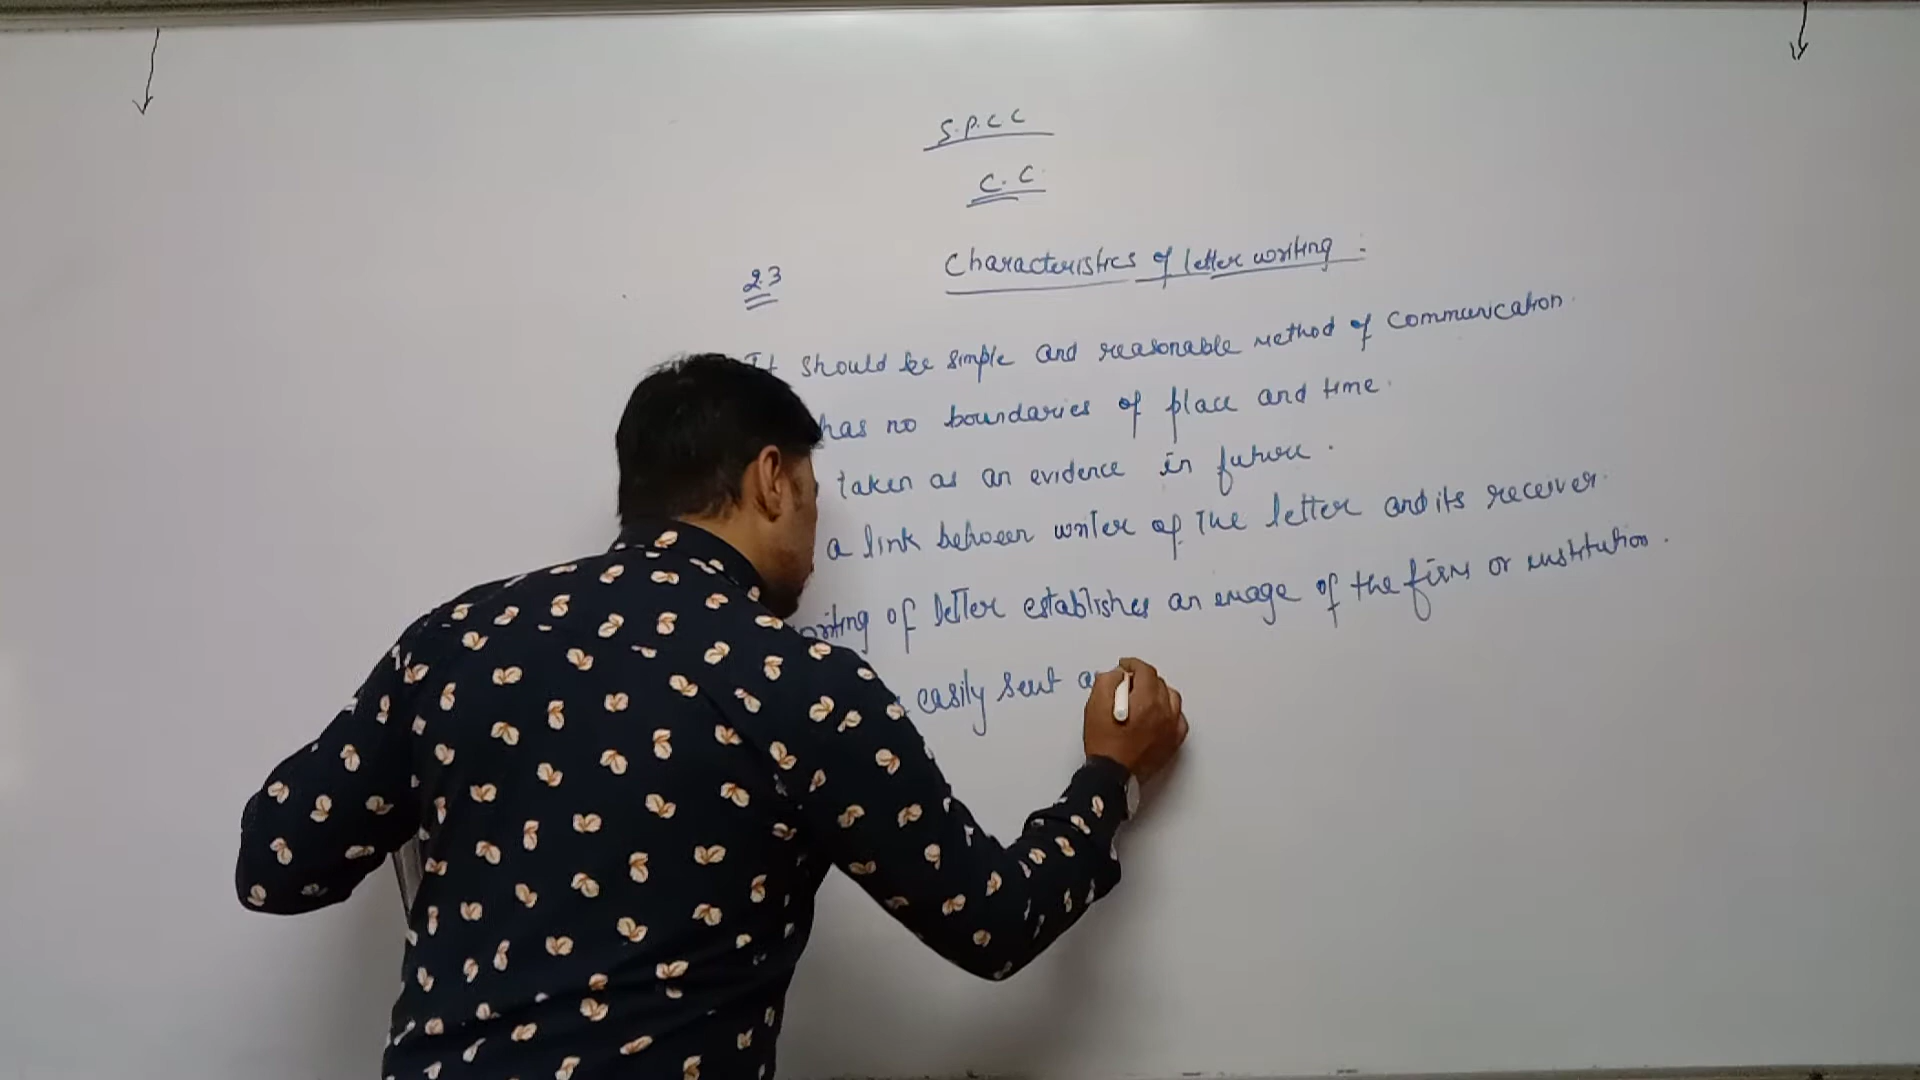 S.P.C.C
C.C.
2.3
Characteristics of letter writing :-
It should be simple and reasonable method of communication.
has no boundaries of place and time.
taken as an evidence in future.
a link between writer of the letter and its receiver.
of letter establishes an image of the firm or institution.
easily sent